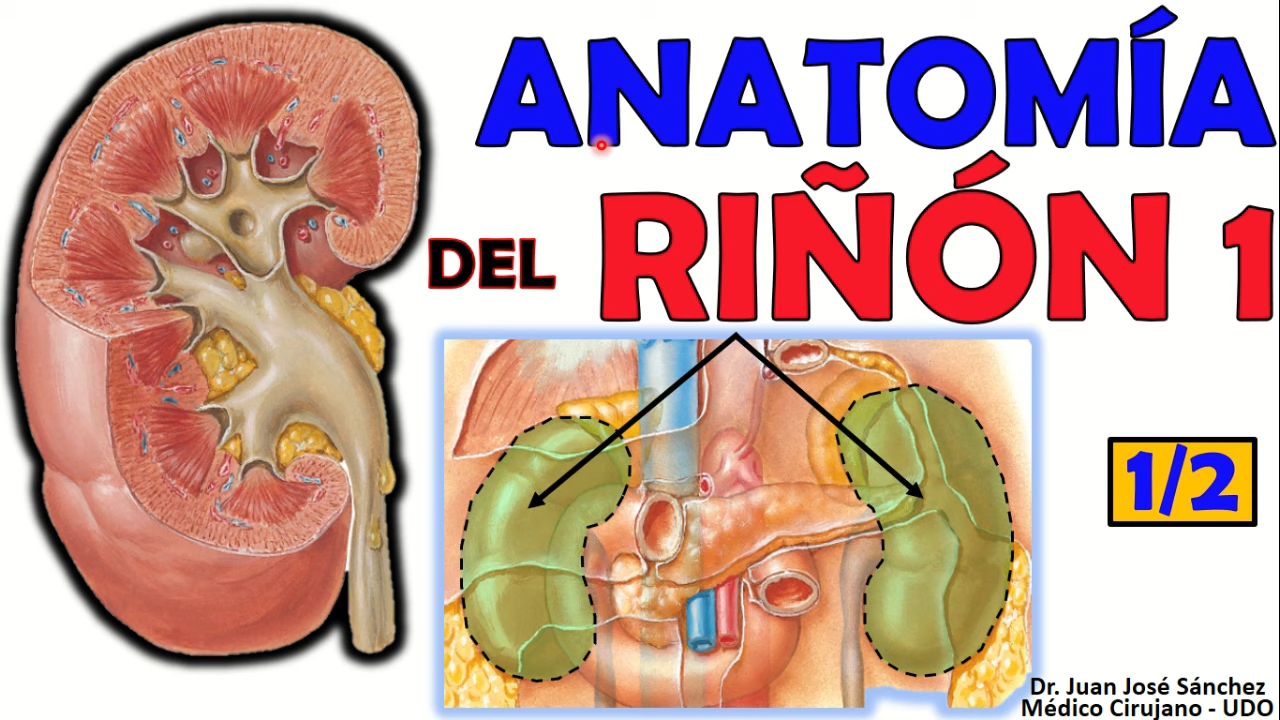 ANATOMÍA
DEL RIÑÓN 1
1/2
Dr. Juan José Sánchez
Médico Cirujano - UDO